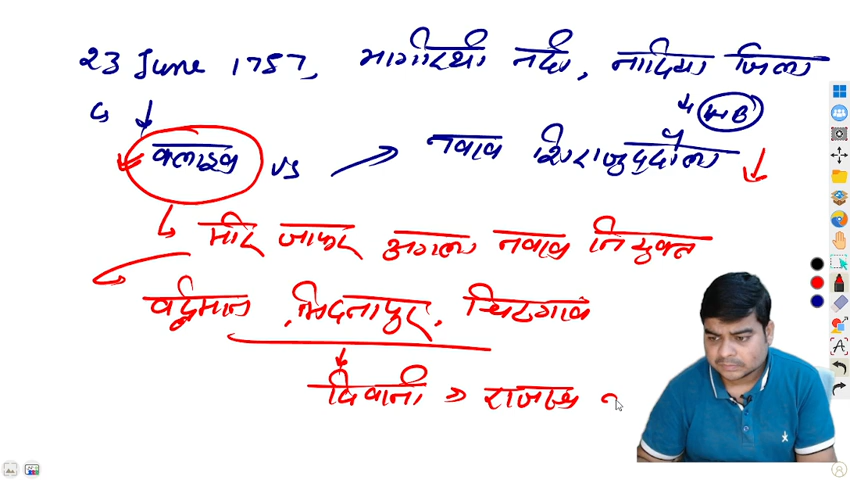 23 June 1757, भागीरथी नदी, नादिया जिला
WB
क्लाइव vs नवाब शिराजुद्दौला
मीर जाफर अगला नवाब नियुक्त
वर्द्धमान, मिदनापुर, चिटगांव
दिवानी राजस्व